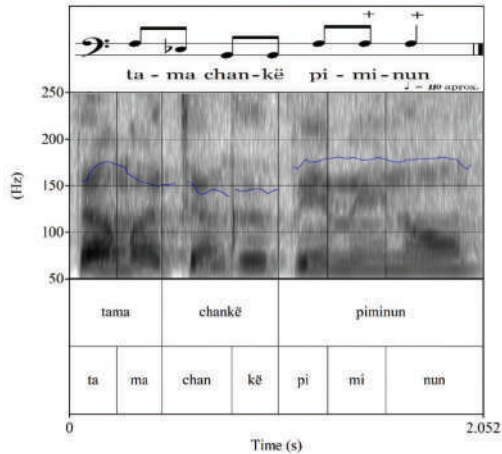 ta - ma chan-kë pi - mi - nun
♩ = 110 aprox.
250
200
(Hz)
150
100
50
tama chankë piminun
ta ma chan kë pi mi nun
0 2.052
Time (s)